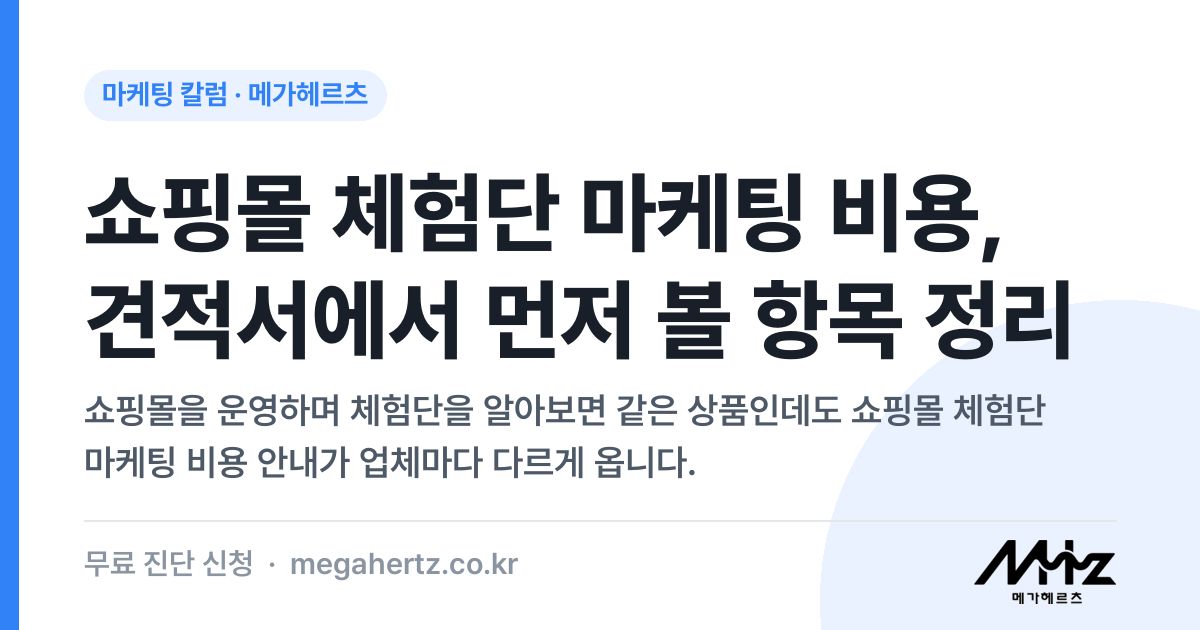 마케팅 칼럼 · 메가헤르츠
쇼핑몰 체험단 마케팅 비용,
견적서에서 먼저 볼 항목 정리
쇼핑몰을 운영하며 체험단을 알아보면 같은 상품인데도 쇼핑몰 체험단
마케팅 비용 안내가 업체마다 다르게 옵니다.
무료 진단 신청 · megahertz.co.kr
MHz
메가헤르츠